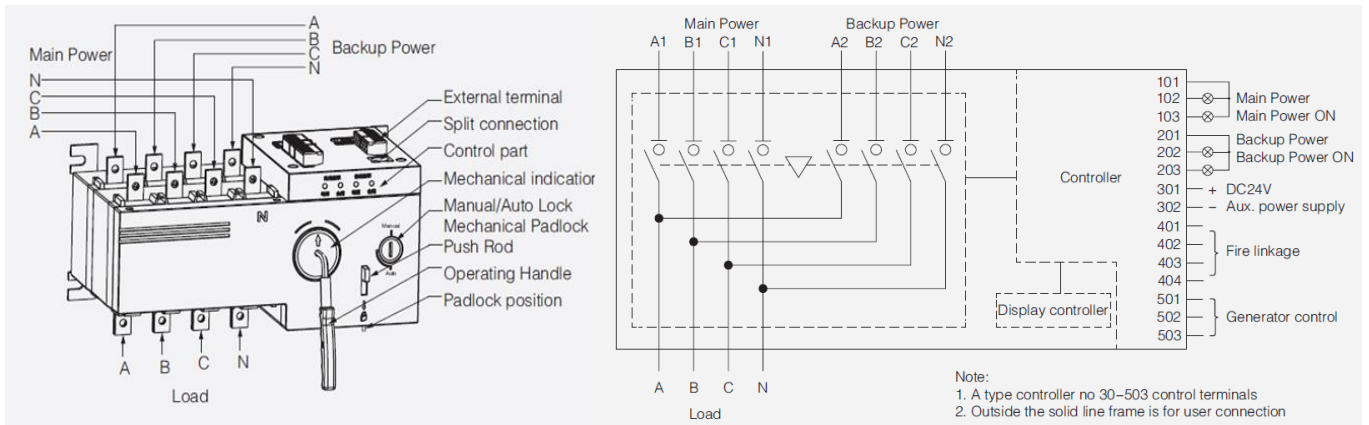 A
B
C
N
Main Power
Backup Power
N
C
B
A
External terminal
Split connection
Control part
Mechanical indication
Manual/Auto Lock
Mechanical Padlock
Push Rod
Operating Handle
Padlock position
N
Manual
Auto
A B C N
Load
Main Power Backup Power
A1 B1 C1 N1 A2 B2 C2 N2
Controller
Display controller
101
102 Main Power
103 Main Power ON
201 Backup Power
202 Backup Power ON
203
301 + DC24V
302 − Aux. power supply
401
402 Fire linkage
403
404
501
502 Generator control
503
A B C N
Load
Note:
1. A type controller no 30−503 control terminals
2. Outside the solid line frame is for user connection